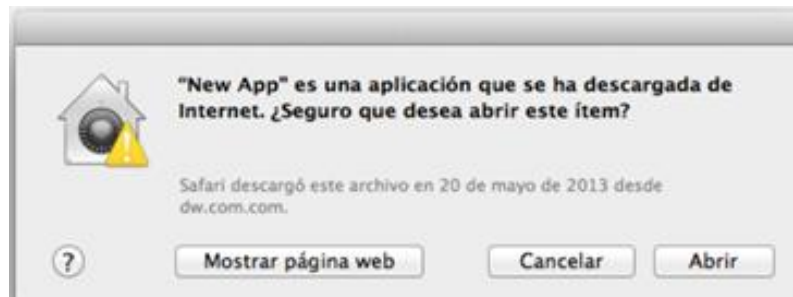 "New App" es una aplicación que se ha descargada de
Internet. ¿Seguro que desea abrir este ítem?
Safari descargó este archivo en 20 de mayo de 2013 desde
dw.com.com.
?
Mostrar página web
Cancelar
Abrir